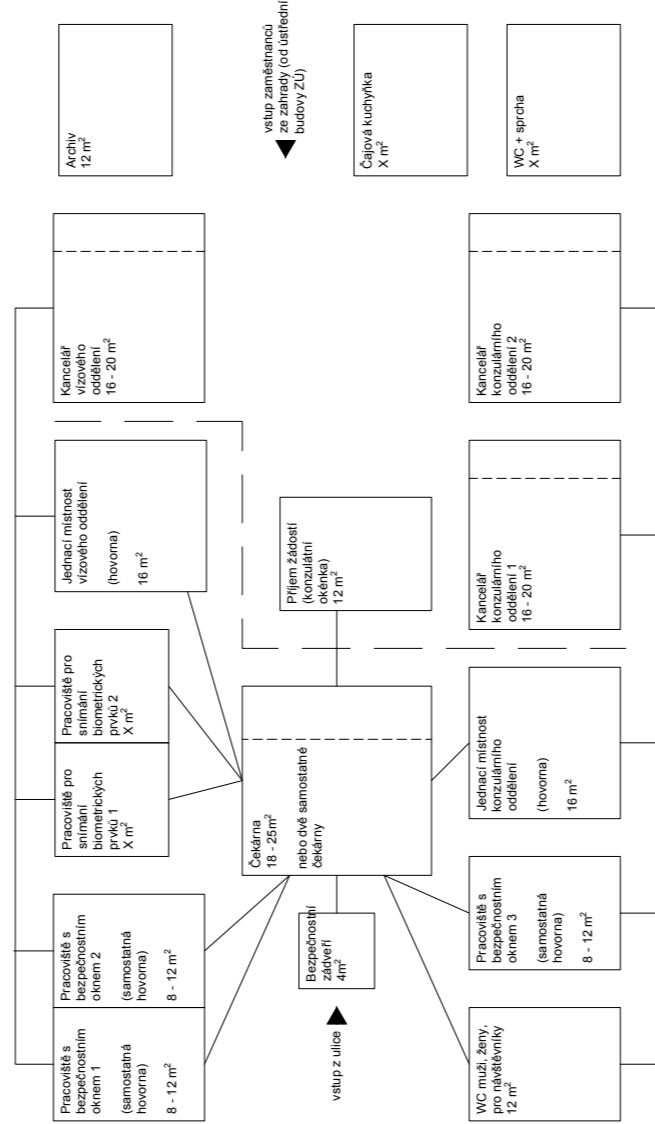 Pracoviště s
bezpečnostním
oknem 1
(samostatná
hovorna)
8 - 12 m²
Pracoviště s
bezpečnostním
oknem 2
(samostatná
hovorna)
8 - 12 m²
Pracoviště pro
snímání
biometrických
prvků 1
X m²
Pracoviště pro
snímání
biometrických
prvků 2
X m²
Jednací místnost
vízového oddělení
(hovorna)
16 m²
Kancelář
vízového
oddělení
16 - 20 m²
Archiv
12 m²
vstup z ulice
Bezpečnostní
zádveří
4m²
Čekárna
18 - 25m²
nebo dvě samostatné
čekárny
Příjem žádostí
(konzulátní
okénka)
12 m²
vstup zaměstnanců
ze zahrady (od ústřední
budovy ZÚ)
Čajová kuchyňka
X m²
WC muži, ženy,
pro návštěvníky
12 m²
Pracoviště s
bezpečnostním
oknem 3
(samostatná
hovorna)
8 - 12 m²
Jednací místnost
konzulárního
oddělení
(hovorna)
16 m²
Kancelář
konzulárního
oddělení 1
16 - 20 m²
Kancelář
konzulárního
oddělení 2
16 - 20 m²
WC + sprcha
X m²